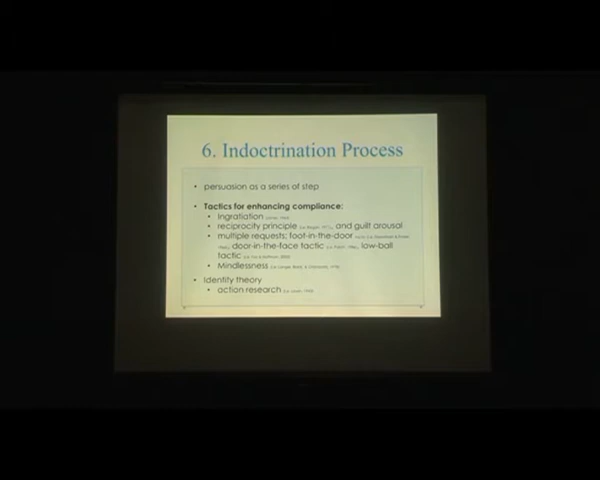 6. Indoctrination Process
• persuasion as a series of step
• Tactics for enhancing compliance:
• Ingratiation
• reciprocity principle and guilt arousal
• multiple requests: foot-in-the-door
door-in-the-face tactic low-ball
tactic
• Mindlessness
• Identity theory
• action research